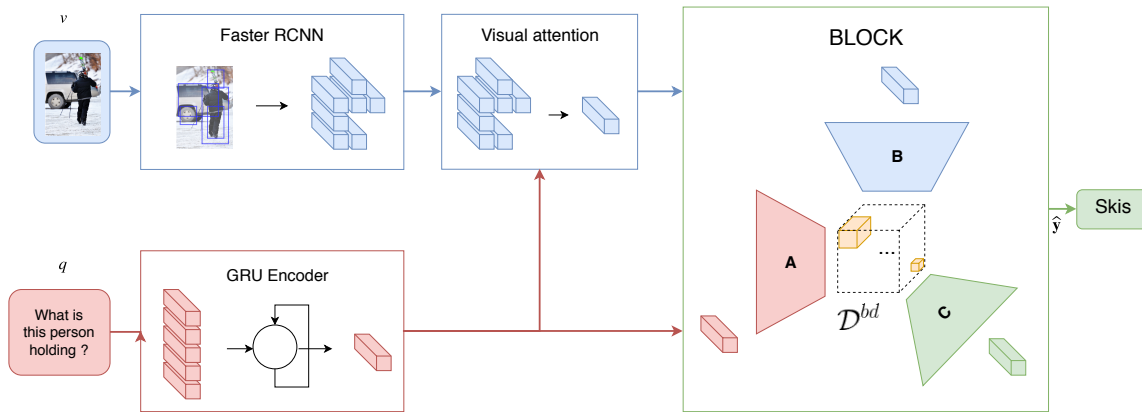 v
Faster RCNN
Visual attention
BLOCK
B
A
...
C
𝒟^{bd}
ŷ
Skis
q
What is
this person
holding ?
GRU Encoder